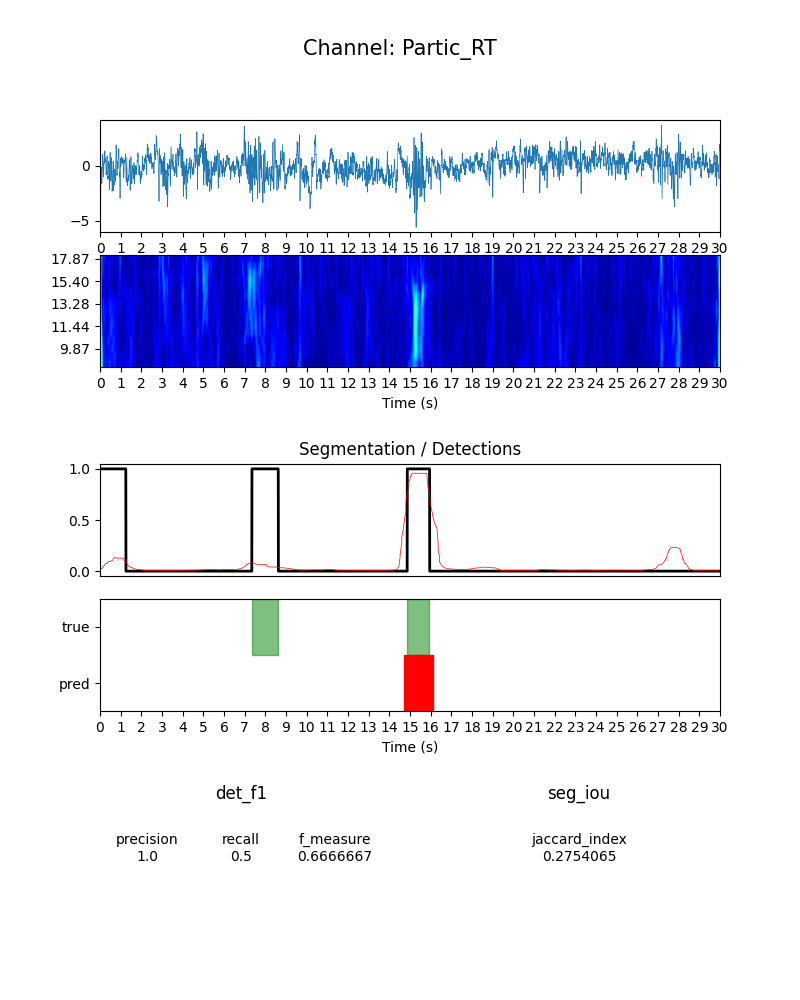 Channel: Partic_RT
0
−5
0 1 2 3 4 5 6 7 8 9 10 11 12 13 14 15 16 17 18 19 20 21 22 23 24 25 26 27 28 29 30
17.87
15.40
13.28
11.44
9.87
0 1 2 3 4 5 6 7 8 9 10 11 12 13 14 15 16 17 18 19 20 21 22 23 24 25 26 27 28 29 30
Time (s)
Segmentation / Detections
1.0
0.5
0.0
true
pred
0 1 2 3 4 5 6 7 8 9 10 11 12 13 14 15 16 17 18 19 20 21 22 23 24 25 26 27 28 29 30
Time (s)
det_f1 seg_iou
precision recall f_measure jaccard_index
1.0 0.5 0.6666667 0.2754065